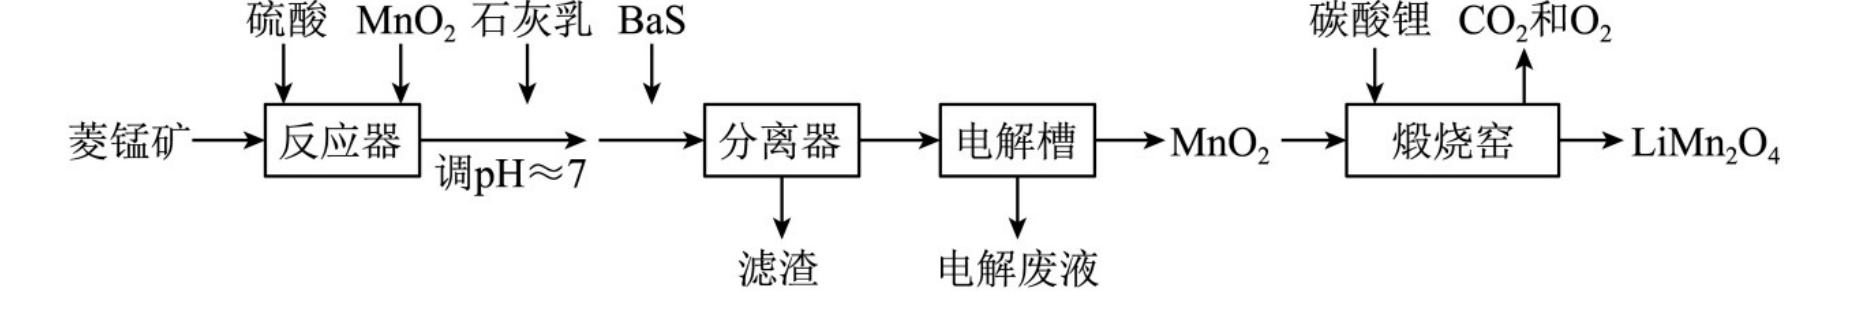 硫酸 MnO₂ 石灰乳 BaS 碳酸锂 CO₂和O₂
菱锰矿 反应器 分离器 电解槽 MnO₂ 煅烧窑 LiMn₂O₄
调pH≈7
滤渣 电解废液